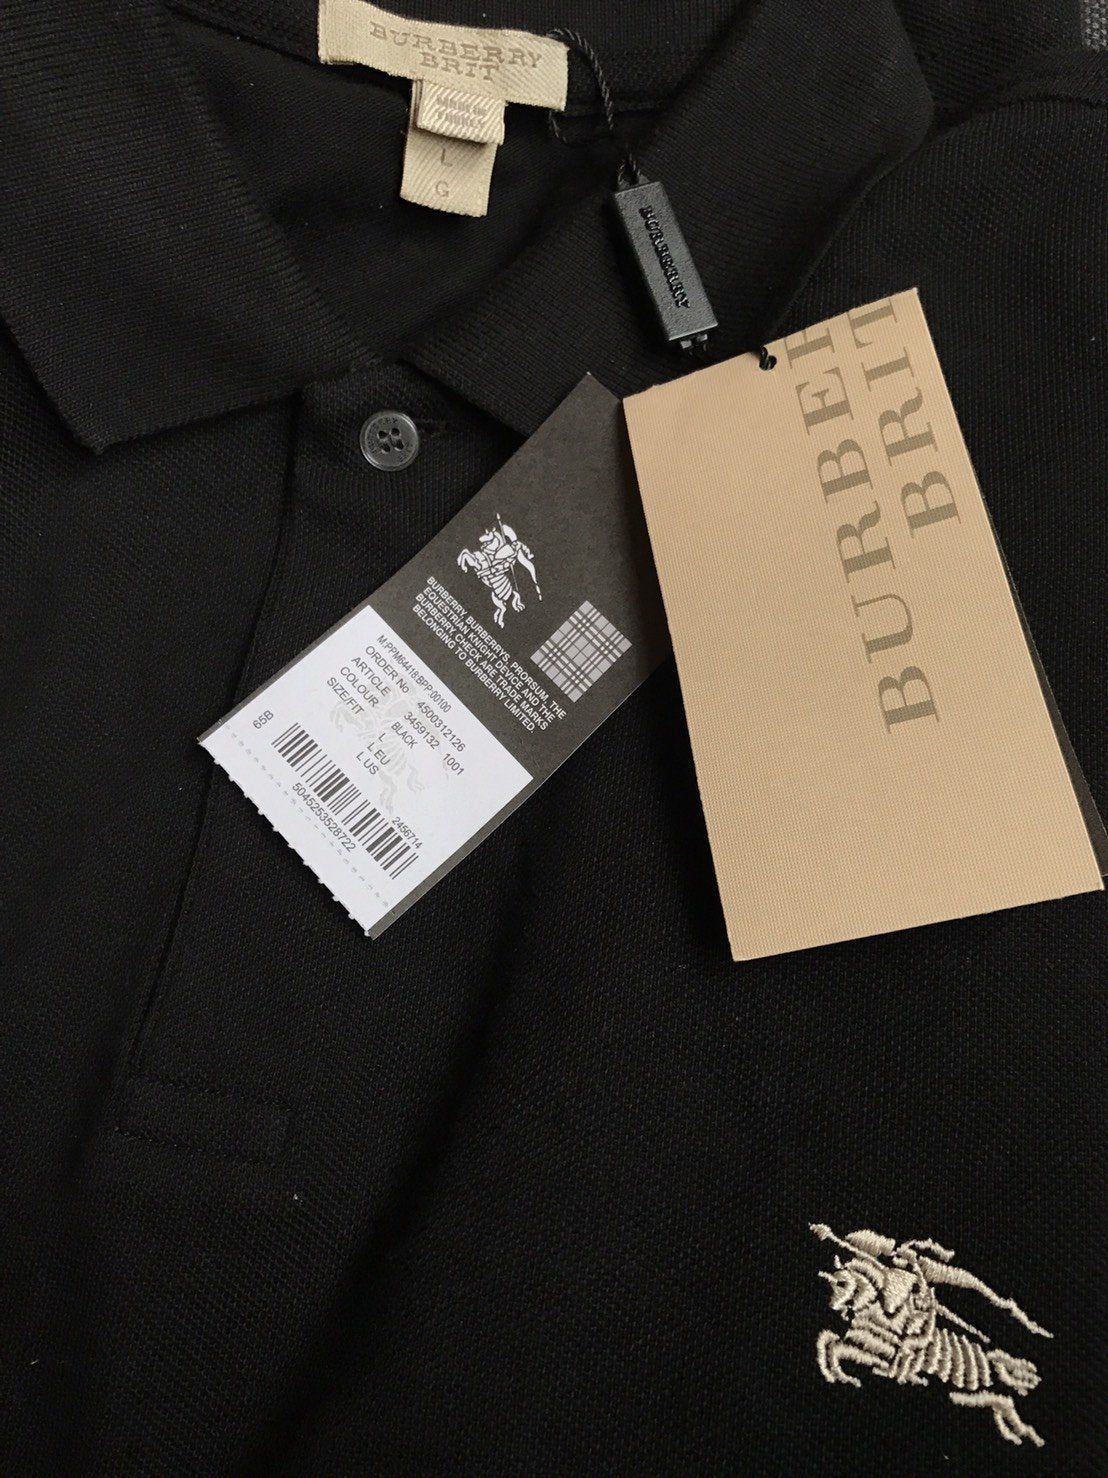 BURBERRY
BRIT
L
G
BURBERRY
BURBERRY
BRIT
BURBERRY, BURBERRYS, PRORSUM, THE
EQUESTRIAN KNIGHT DEVICE AND THE
BURBERRY CHECK ARE TRADE MARKS
BELONGING TO BURBERRY LIMITED.
M:PPM64418:BPP:00100
ORDER No 4500312126
ARTICLE 3459132 1001
COLOUR BLACK
SIZE/FIT L
L EU
L US
85B
2456714
5045253528722